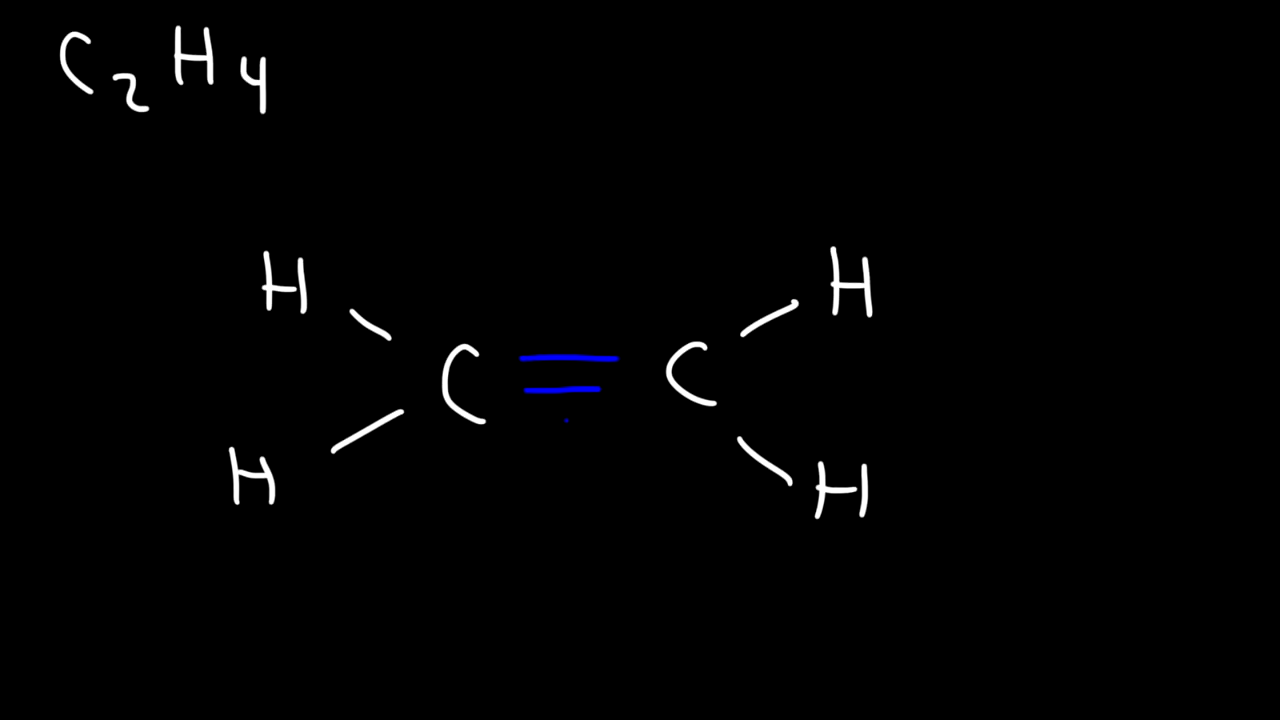 C₂H₄
H H
C = C
H H